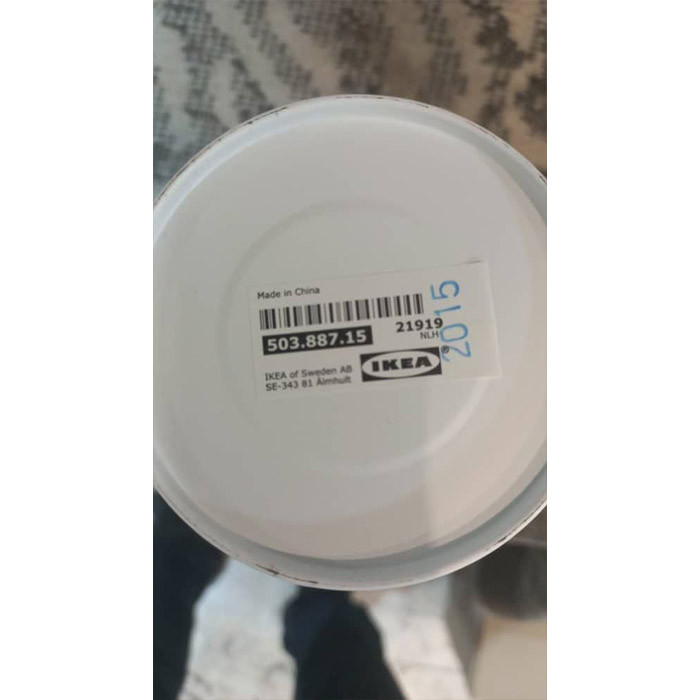 Made in China
503.887.15
21919
NLH
2015
IKEA of Sweden AB
SE-343 81 Älmhult
IKEA®